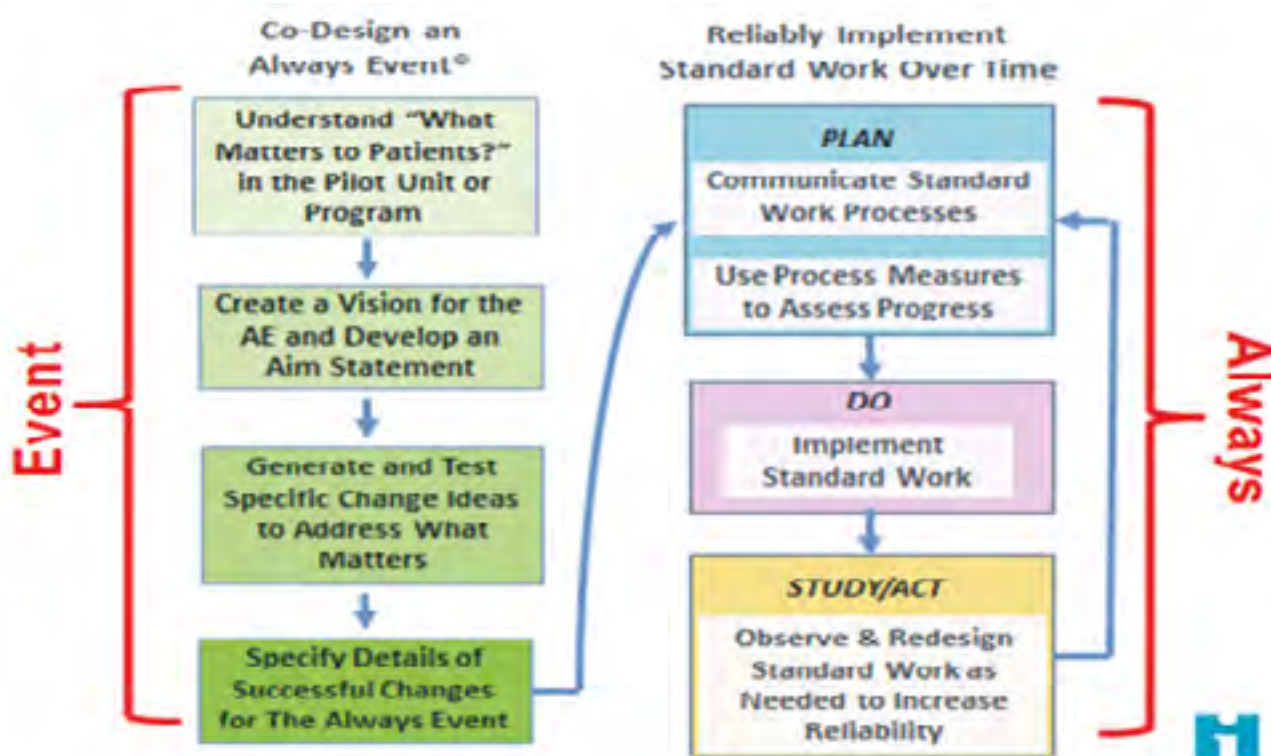 Co-Design an
Always Event®
Event
Understand "What
Matters to Patients?"
in the Pilot Unit or
Program
Create a Vision for the
AE and Develop an
Aim Statement
Generate and Test
Specific Change Ideas
to Address What
Matters
Specify Details of
Successful Changes
for The Always Event
Reliably Implement
Standard Work Over Time
PLAN
Communicate Standard
Work Processes
Use Process Measures
to Assess Progress
DO
Implement
Standard Work
STUDY/ACT
Observe & Redesign
Standard Work as
Needed to Increase
Reliability
Always